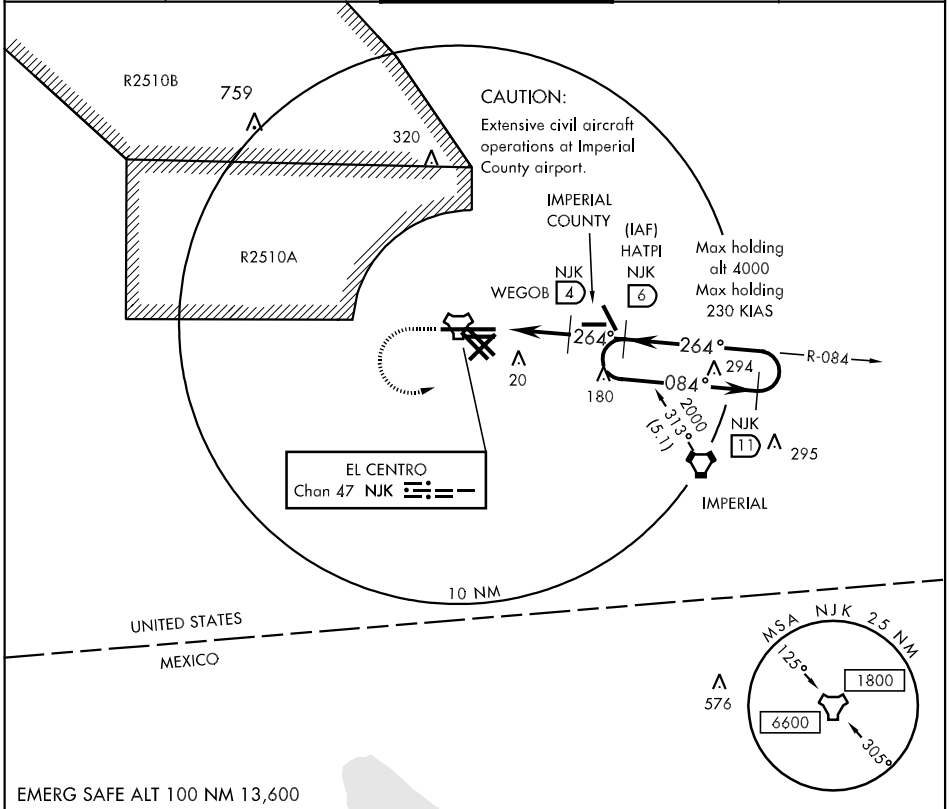 R2510B
759
320
CAUTION:
Extensive civil aircraft
operations at Imperial
County airport.
R2510A
IMPERIAL
COUNTY
(IAF)
HATPI
NJK
6
NJK
WEGOB 4
Max holding
alt 4000
Max holding
230 KIAS
264°
264°
R-084
084°
294
20
180
2000
313°
(5.1)
NJK
11
295
IMPERIAL
EL CENTRO
Chan 47 NJK
10 NM
UNITED STATES
MEXICO
MSA NJK 25 NM
125°
1800
6600
305°
576
EMERG SAFE ALT 100 NM 13,600